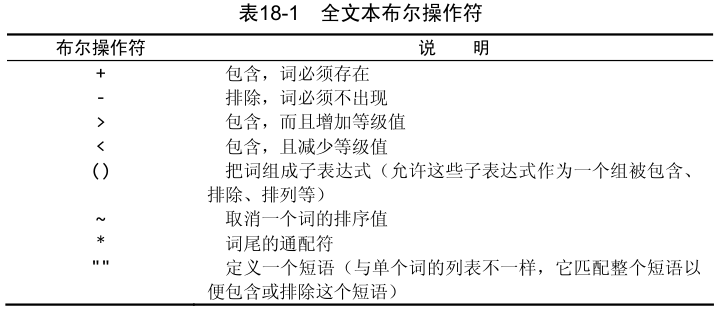 表18-1 全文本布尔操作符
布尔操作符 说 明
+ 包含，词必须存在
- 排除，词必须不出现
> 包含，而且增加等级值
< 包含，且减少等级值
() 把词组成子表达式（允许这些子表达式作为一个组被包含、
排除、排列等）
~ 取消一个词的排序值
* 词尾的通配符
"" 定义一个短语（与单个词的列表不一样，它匹配整个短语以
便包含或排除这个短语）